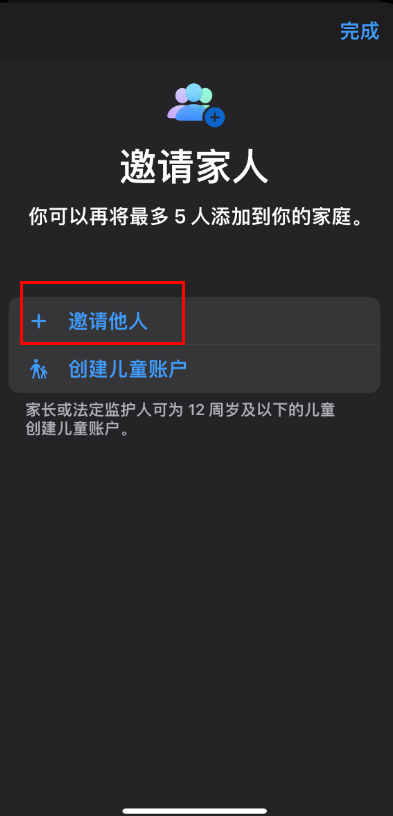 完成
邀请家人
你可以再将最多 5 人添加到你的家庭。
邀请他人
创建儿童账户
家长或法定监护人可为 12 周岁及以下的儿童
创建儿童账户。